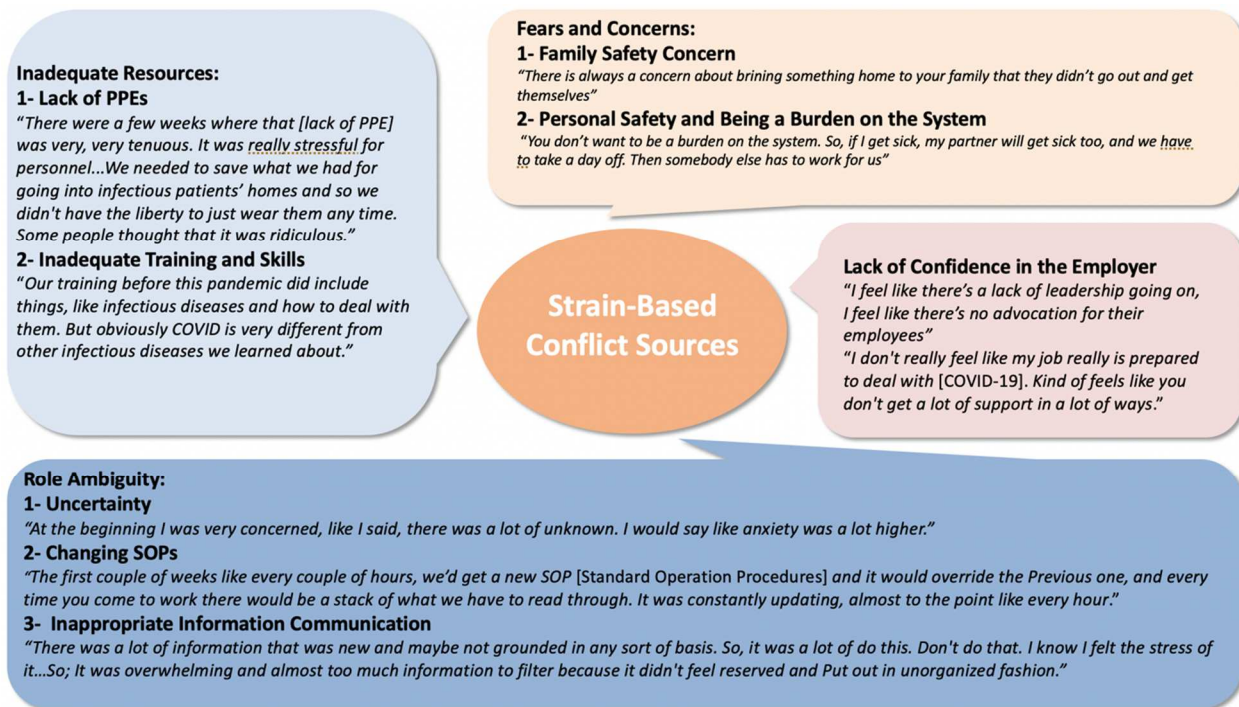 Inadequate Resources:
1- Lack of PPEs
“There were a few weeks where that [lack of PPE]
was very, very tenuous. It was really stressful for
personnel...We needed to save what we had for
going into infectious patients’ homes and so we
didn't have the liberty to just wear them any time.
Some people thought that it was ridiculous.”
2- Inadequate Training and Skills
“Our training before this pandemic did include
things, like infectious diseases and how to deal with
them. But obviously COVID is very different from
other infectious diseases we learned about.”
Fears and Concerns:
1- Family Safety Concern
“There is always a concern about brining something home to your family that they didn’t go out and get
themselves”
2- Personal Safety and Being a Burden on the System
“You don’t want to be a burden on the system. So, if I get sick, my partner will get sick too, and we have
to take a day off. Then somebody else has to work for us”
Strain-Based
Conflict Sources
Lack of Confidence in the Employer
“I feel like there’s a lack of leadership going on,
I feel like there’s no advocation for their
employees”
“I don't really feel like my job really is prepared
to deal with [COVID-19]. Kind of feels like you
don't get a lot of support in a lot of ways.”
Role Ambiguity:
1- Uncertainty
“At the beginning I was very concerned, like I said, there was a lot of unknown. I would say like anxiety was a lot higher.”
2- Changing SOPs
“The first couple of weeks like every couple of hours, we’d get a new SOP [Standard Operation Procedures] and it would override the Previous one, and every
time you come to work there would be a stack of what we have to read through. It was constantly updating, almost to the point like every hour.”
3- Inappropriate Information Communication
“There was a lot of information that was new and maybe not grounded in any sort of basis. So, it was a lot of do this. Don't do that. I know I felt the stress of
it...So; It was overwhelming and almost too much information to filter because it didn't feel reserved and Put out in unorganized fashion.”